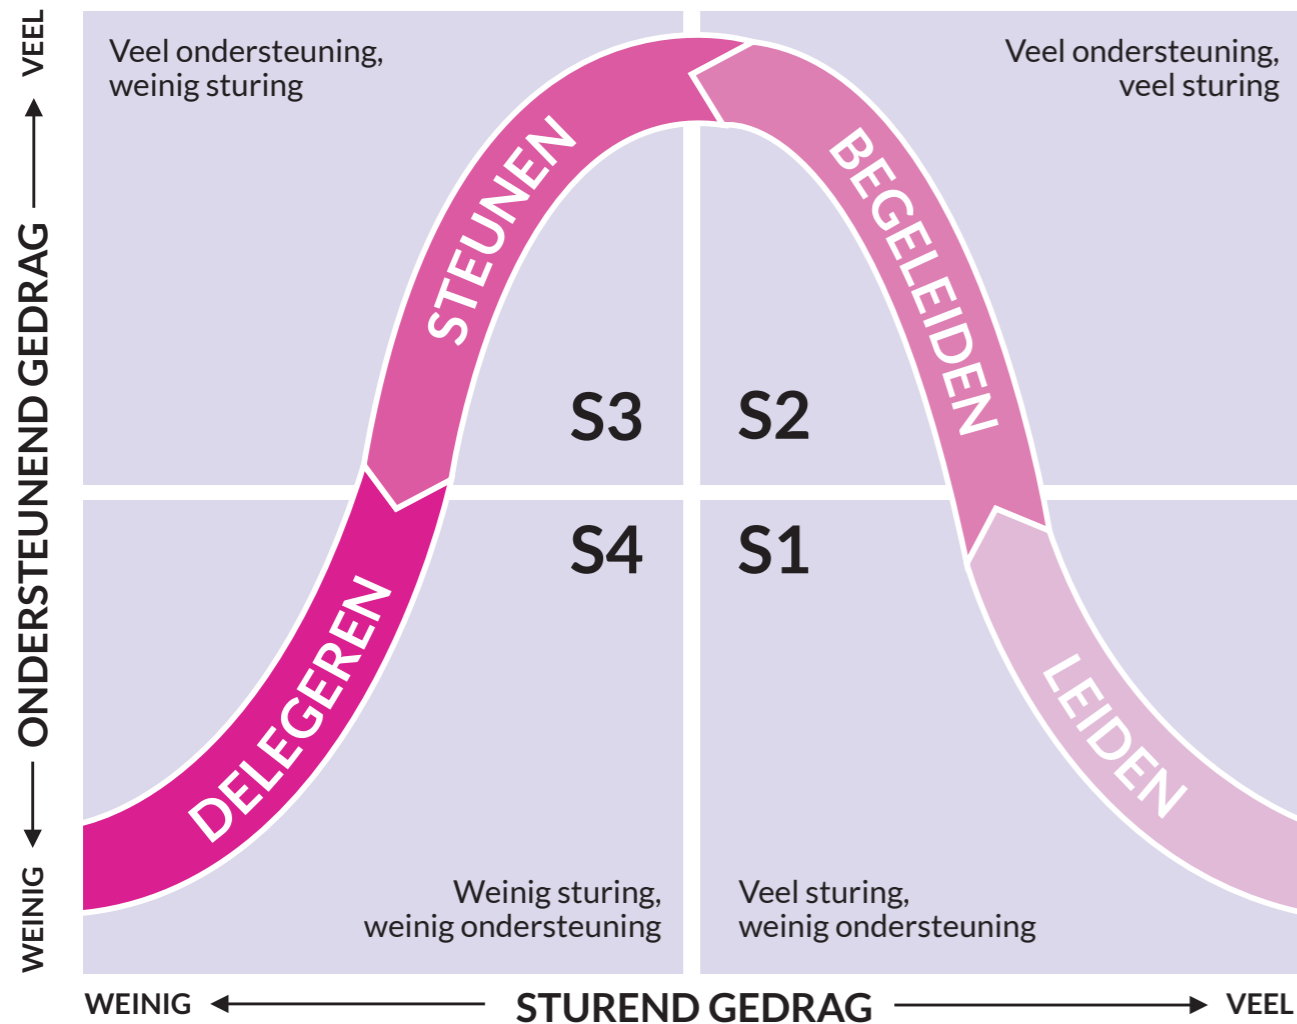 VEEL
ONDERSTEUNEND GEDRAG
WEINIG
Veel ondersteuning,
weinig sturing
Veel ondersteuning,
veel sturing
STEUNEN
BEGELEIDEN
S3
S2
S4
S1
DELEGEREN
LEIDEN
Weinig sturing,
weinig ondersteuning
Veel sturing,
weinig ondersteuning
WEINIG
STUREND GEDRAG
VEEL